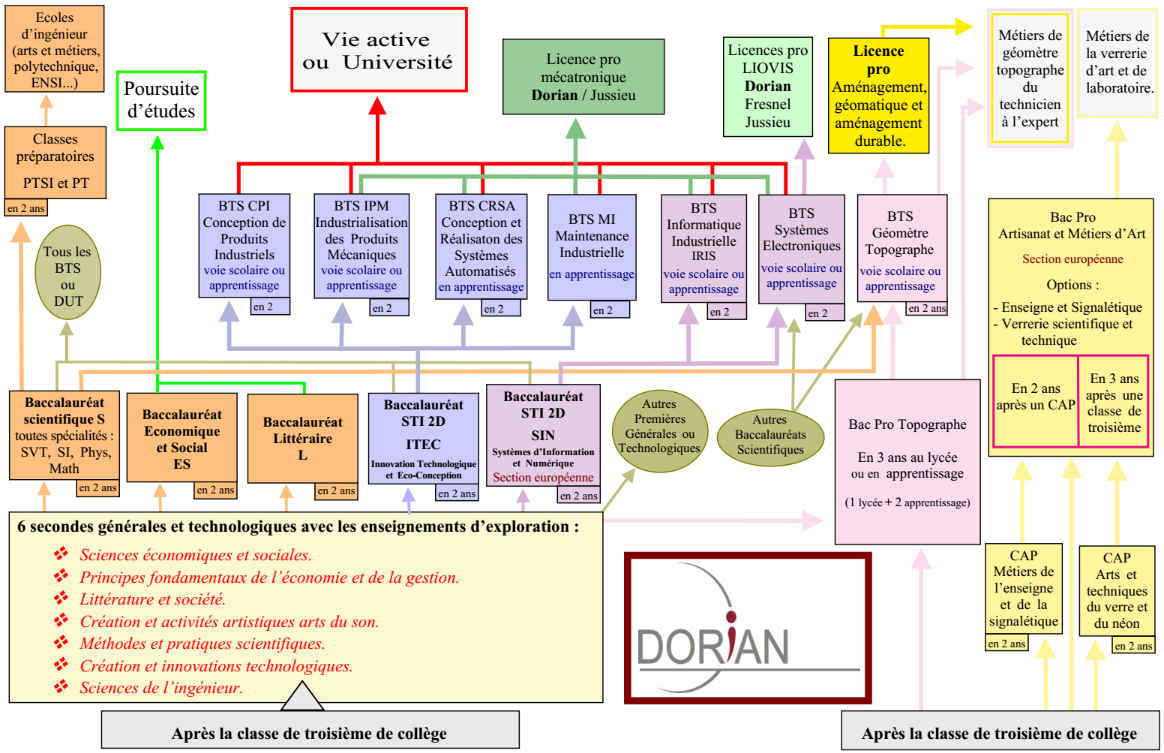 Ecoles
d'ingénieur
(arts et métiers,
polytechnique,
ENSI...)
Poursuite
d'études
Vie active
ou Université
Licence pro
mécatronique
Dorian / Jussieu
Licences pro
LIOVIS
Dorian
Fresnel
Jussieu
Licence
pro
Aménagement,
géomatique et
aménagement
durable.
Métiers de
géomètre
topographe
du
technicien
à l'expert
Métiers de
la verrerie
d'art et de
laboratoire.
Classes
préparatoires
PTSI et PT
en 2 ans
Tous les
BTS
ou
DUT
BTS CPI
Conception de
Produits
Industriels
voie scolaire ou
apprentissage
en 2
BTS IPM
Industrialisation
des Produits
Mécaniques
voie scolaire ou
apprentissage
en 2
BTS CRSA
Conception et
Réalisaton des
Systèmes
Automatisés
en apprentissage
en 2
BTS MI
Maintenance
Industrielle
en apprentissage
en 2
BTS
Informatique
Industrielle
IRIS
voie scolaire ou
apprentissage
en 2
BTS
Systèmes
Electroniques
voie scolaire ou
apprentissage
en 2
BTS
Géomètre
Topographe
voie scolaire ou
apprentissage
en 2 ans
Bac Pro
Artisanat et Métiers d'Art
Section européenne
Options :
- Enseigne et Signalétique
- Verrerie scientifique et
technique
En 2 ans
après un CAP
En 3 ans
après une
classe de
troisième
Baccalauréat
scientifique S
toutes spécialités :
SVT, SI, Phys,
Math
en 2 ans
Baccalauréat
Economique
et Social
ES
en 2 ans
Baccalauréat
Littéraire
L
en 2 ans
Baccalauréat
STI 2D
ITEC
Innovation Technologique
et Eco-Conception
en 2 ans
Baccalauréat
STI 2D
SIN
Systèmes d'Information
et Numérique
Section européenne
en 2 ans
Autres
Premières
Générales ou
Technologiques
Autres
Baccalauréats
Scientifiques
Bac Pro Topographe
En 3 ans au lycée
ou en apprentissage
(1 lycée + 2 apprentissage)
6 secondes générales et technologiques avec les enseignements d'exploration :
❖ Sciences économiques et sociales.
❖ Principes fondamentaux de l'économie et de la gestion.
❖ Littérature et société.
❖ Création et activités artistiques arts du son.
❖ Méthodes et pratiques scientifiques.
❖ Création et innovations technologiques.
❖ Sciences de l'ingénieur.
DORIAN
CAP
Métiers de
l'enseigne
et de la
signalétique
en 2 ans
CAP
Arts et
techniques
du verre et
du néon
en 2 ans
Après la classe de troisième de collège
Après la classe de troisième de collège